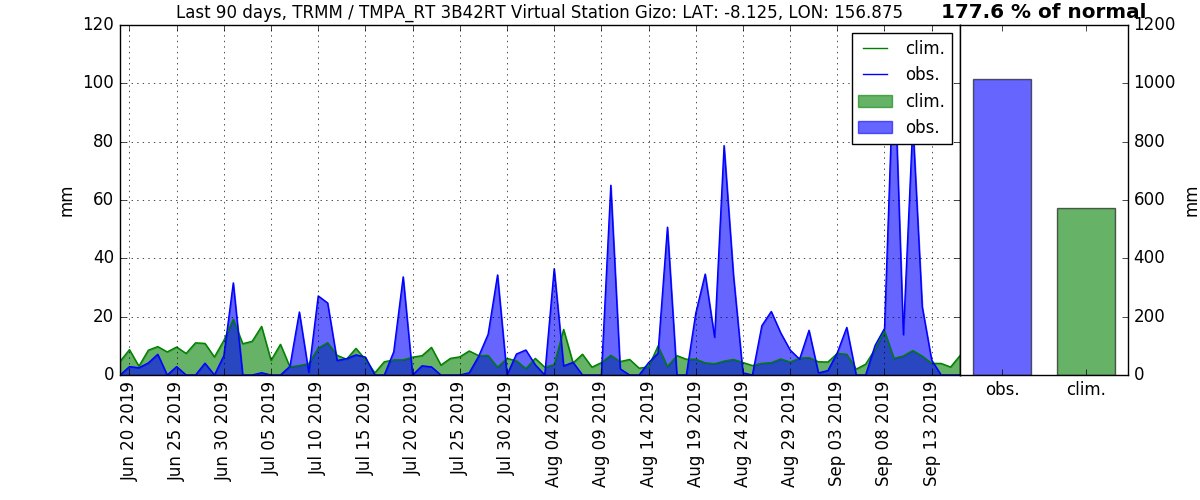 Last 90 days, TRMM / TMPA_RT 3B42RT Virtual Station Gizo: LAT: -8.125, LON: 156.875
177.6 % of normal
120
100
80
60
40
20
0
mm
clim.
obs.
clim.
obs.
1200
1000
800
600
400
200
0
mm
Jun 20 2019
Jun 25 2019
Jun 30 2019
Jul 05 2019
Jul 10 2019
Jul 15 2019
Jul 20 2019
Jul 25 2019
Jul 30 2019
Aug 04 2019
Aug 09 2019
Aug 14 2019
Aug 19 2019
Aug 24 2019
Aug 29 2019
Sep 03 2019
Sep 08 2019
Sep 13 2019
obs.
clim.